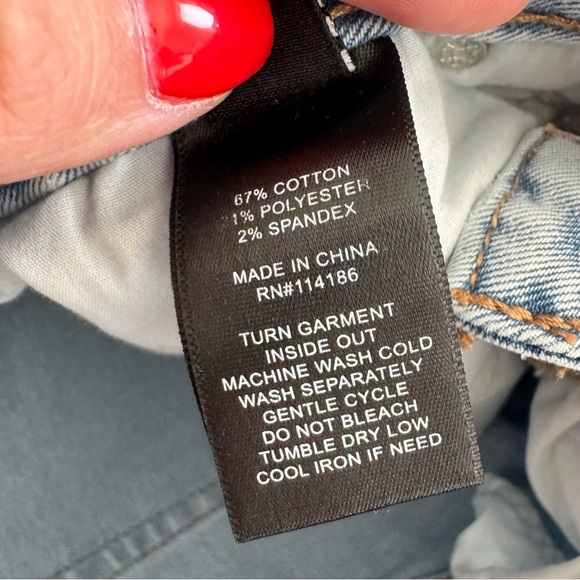 67% COTTON
1% POLYESTER
2% SPANDEX
MADE IN CHINA
RN#114186
TURN GARMENT
INSIDE OUT
MACHINE WASH COLD
WASH SEPARATELY
GENTLE CYCLE
DO NOT BLEACH
TUMBLE DRY LOW
COOL IRON IF NEED